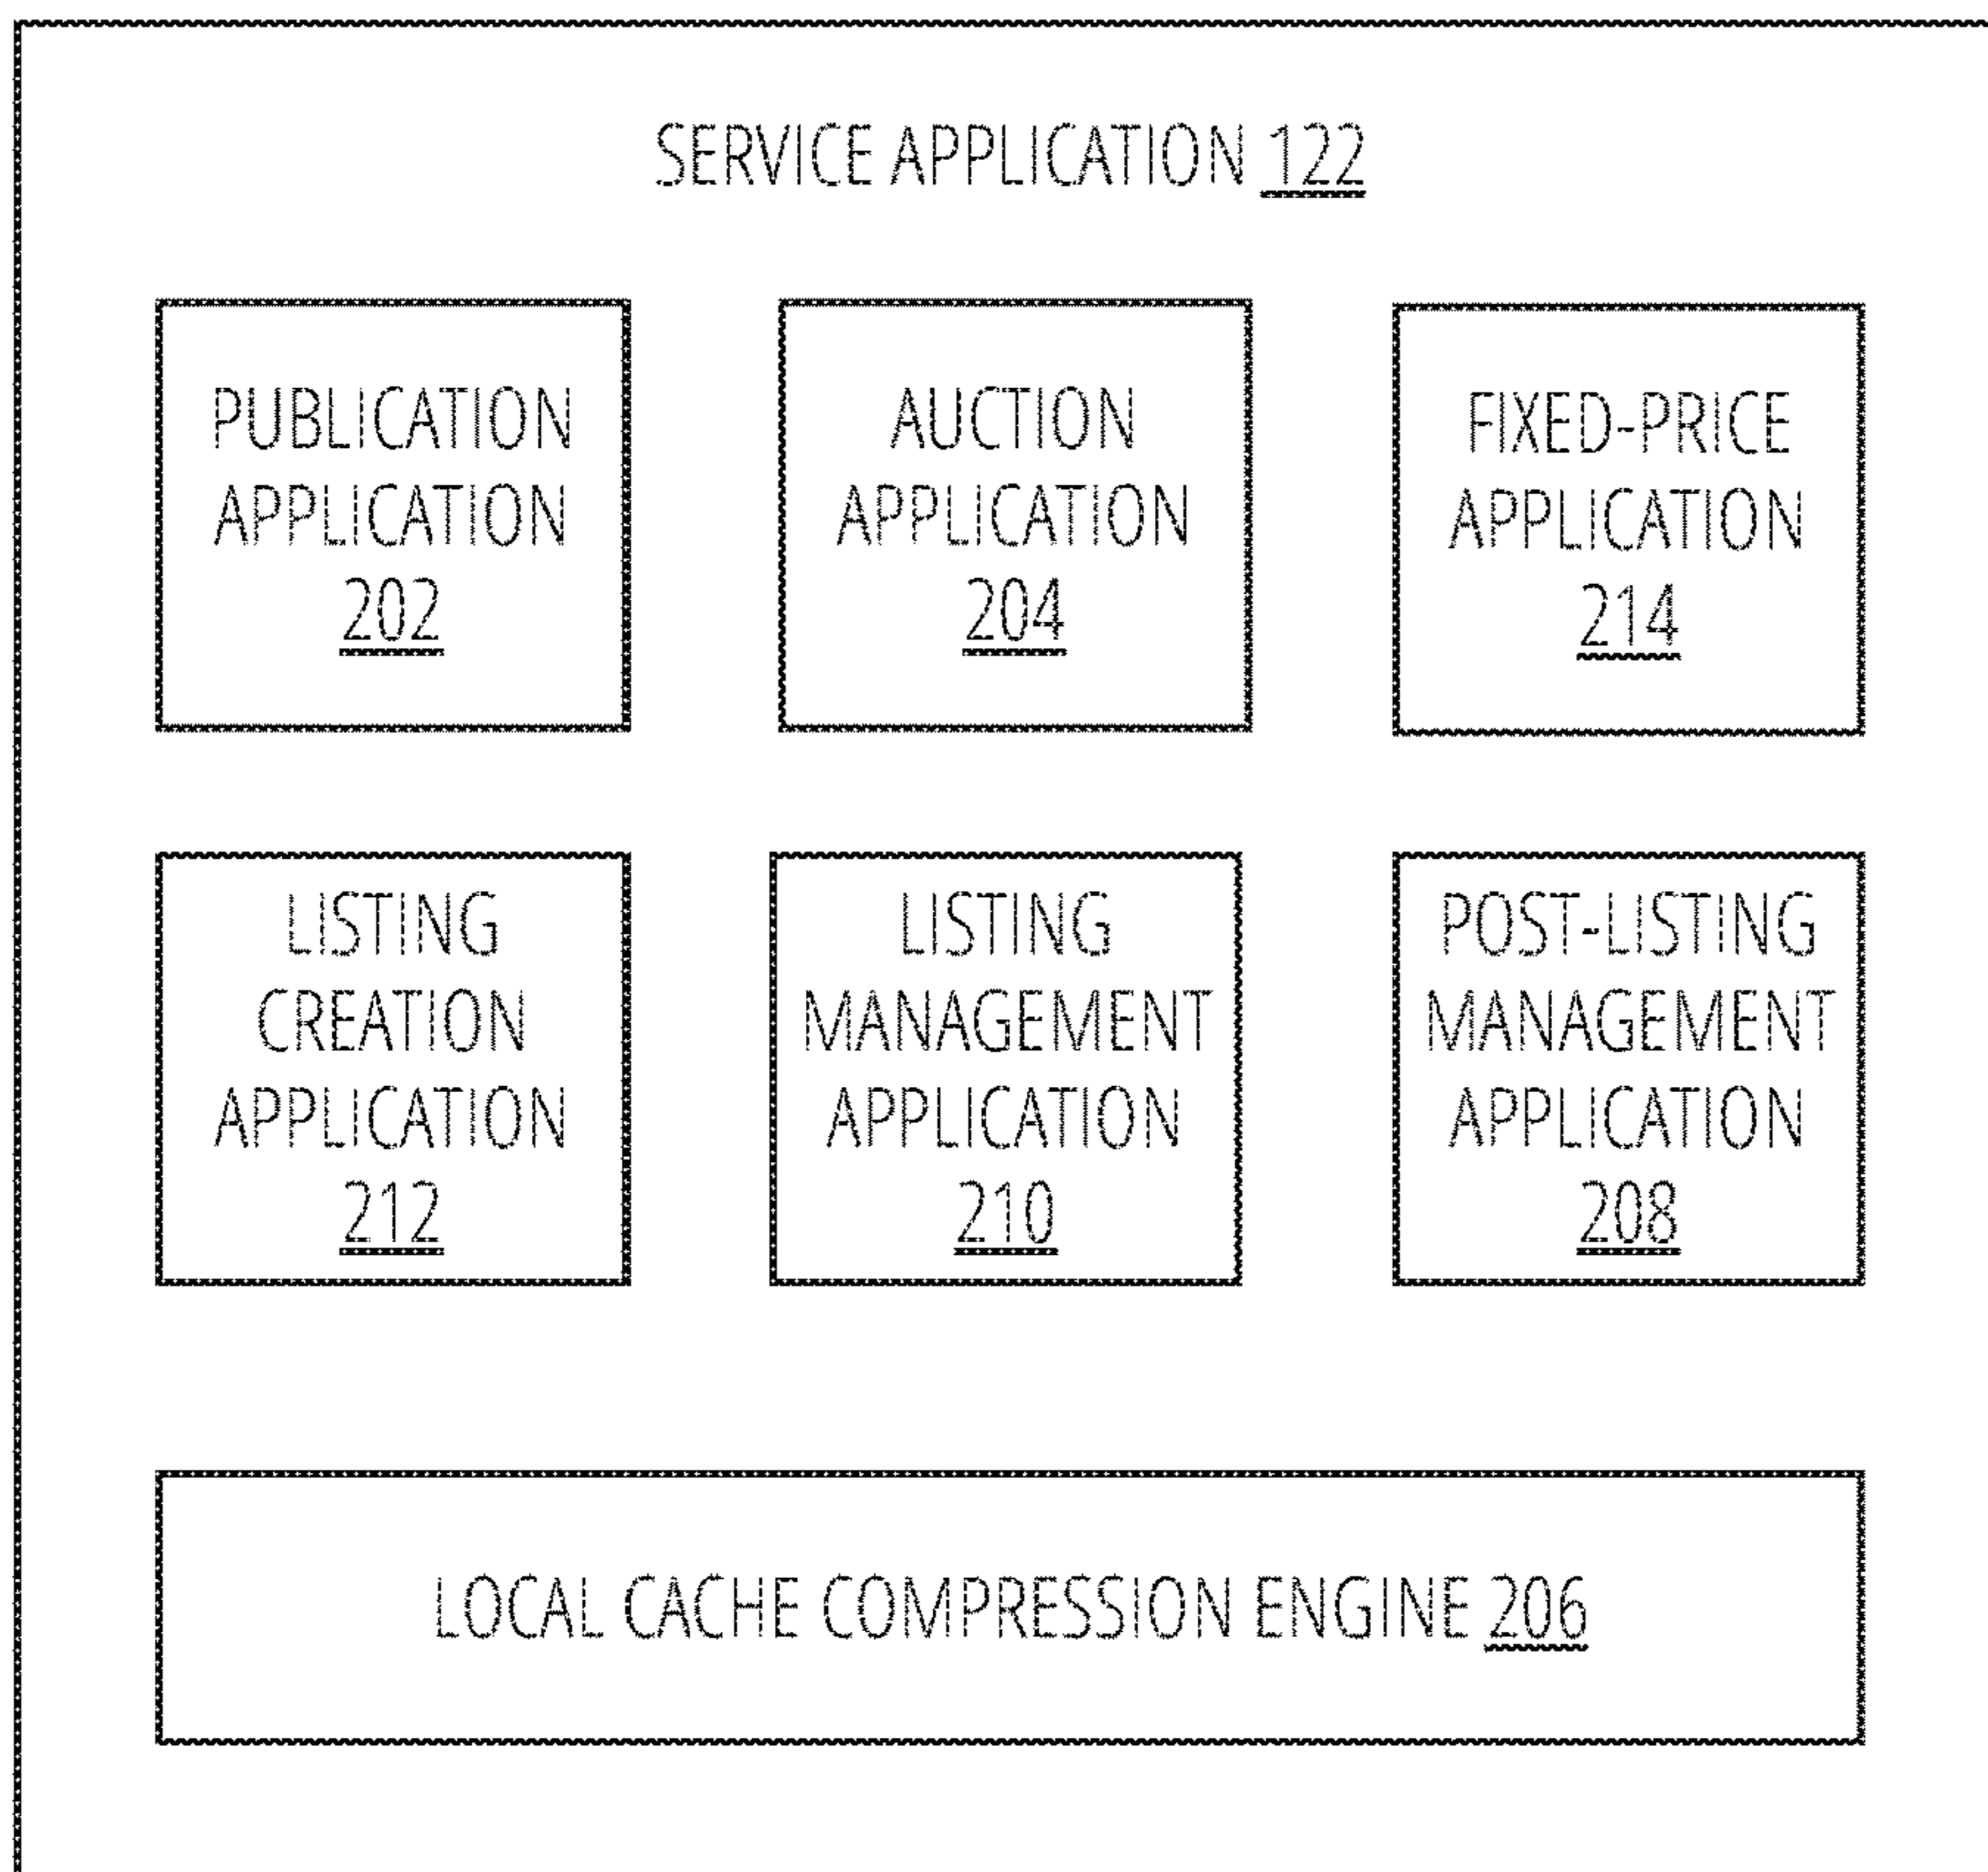 SERVICE APPLICATION 122
PUBLICATION
APPLICATION
202
AUCTION
APPLICATION
204
FIXED-PRICE
APPLICATION
214
LISTING
CREATION
APPLICATION
212
LISTING
MANAGEMENT
APPLICATION
210
POST-LISTING
MANAGEMENT
APPLICATION
208
LOCAL CACHE COMPRESSION ENGINE 206